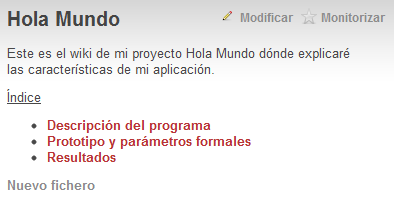 Hola Mundo
Modificar
Monitorizar
Este es el wiki de mi proyecto Hola Mundo dónde explicaré
las características de mi aplicación.
Índice
Descripción del programa
Prototipo y parámetros formales
Resultados
Nuevo fichero